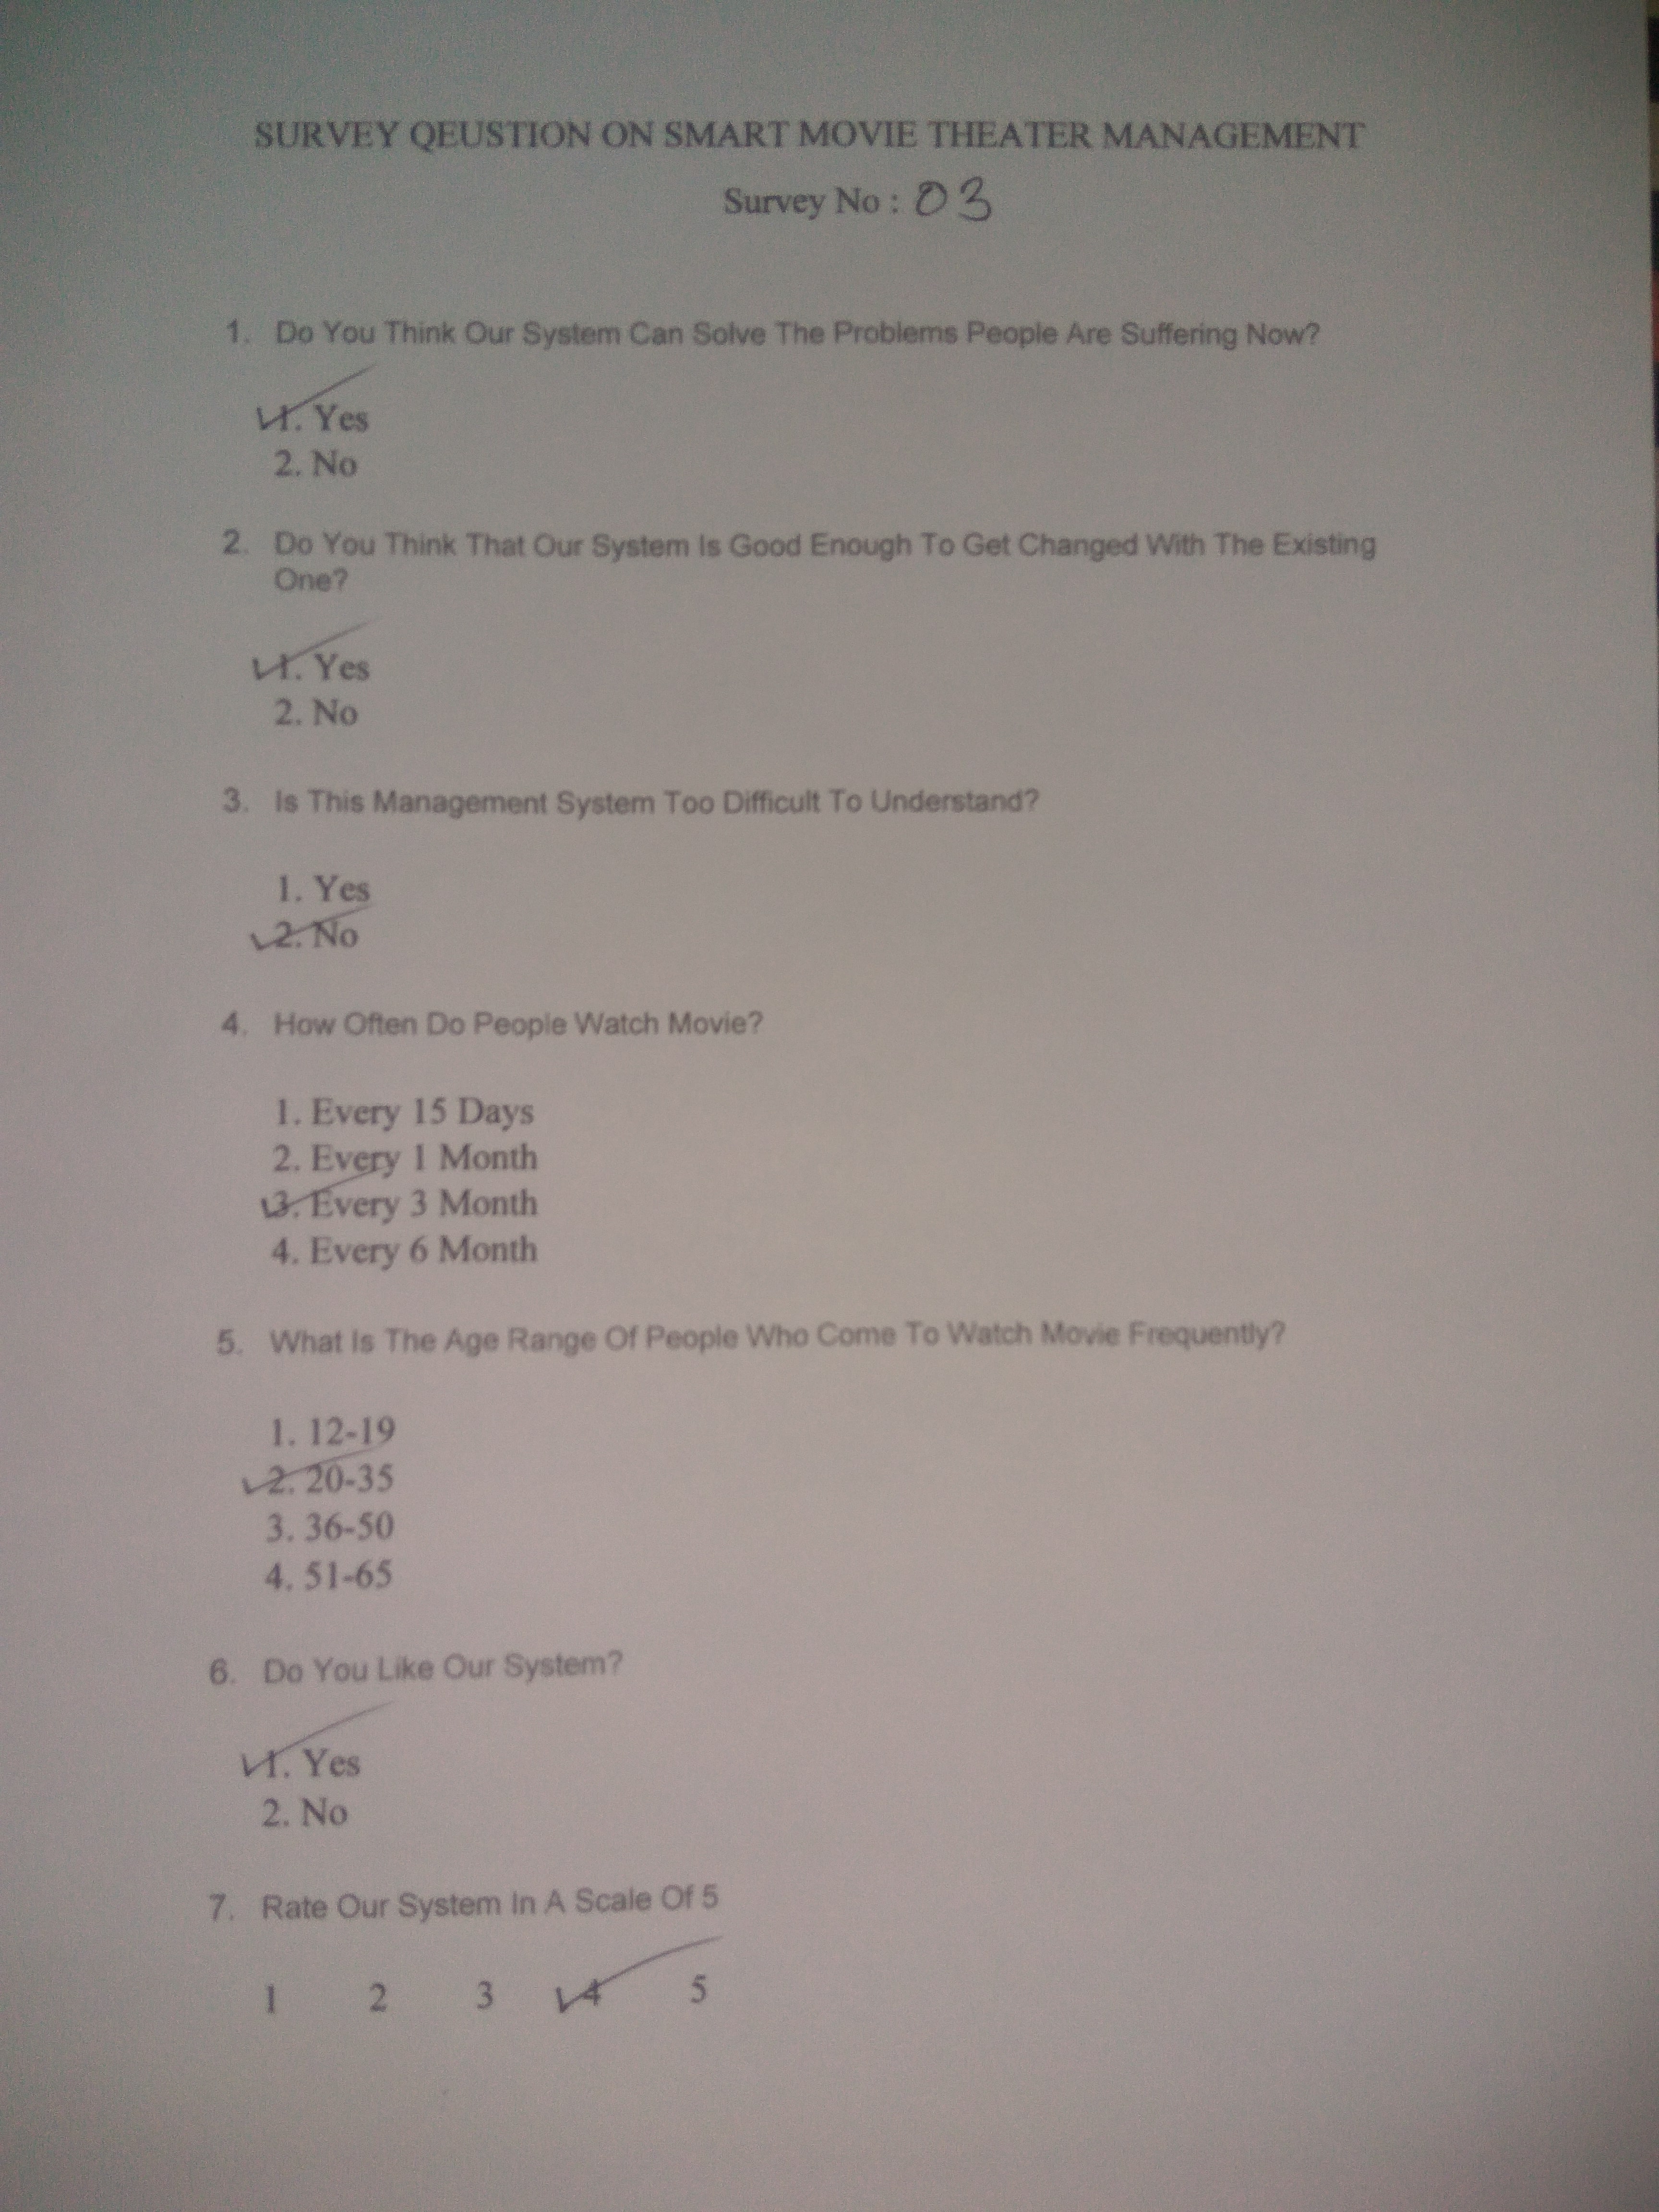 SURVEY QEUSTION ON SMART MOVIE THEATER MANAGEMENT
Survey No : 03
1. Do You Think Our System Can Solve The Problems People Are Suffering Now?
1. Yes
2. No
2. Do You Think That Our System Is Good Enough To Get Changed With The Existing
One?
1. Yes
2. No
3. Is This Management System Too Difficult To Understand?
1. Yes
2. No
4. How Often Do People Watch Movie?
1. Every 15 Days
2. Every 1 Month
3. Every 3 Month
4. Every 6 Month
5. What Is The Age Range Of People Who Come To Watch Movie Frequently?
1. 12-19
2. 20-35
3. 36-50
4. 51-65
6. Do You Like Our System?
1. Yes
2. No
7. Rate Our System In A Scale Of 5
1 2 3 4 5